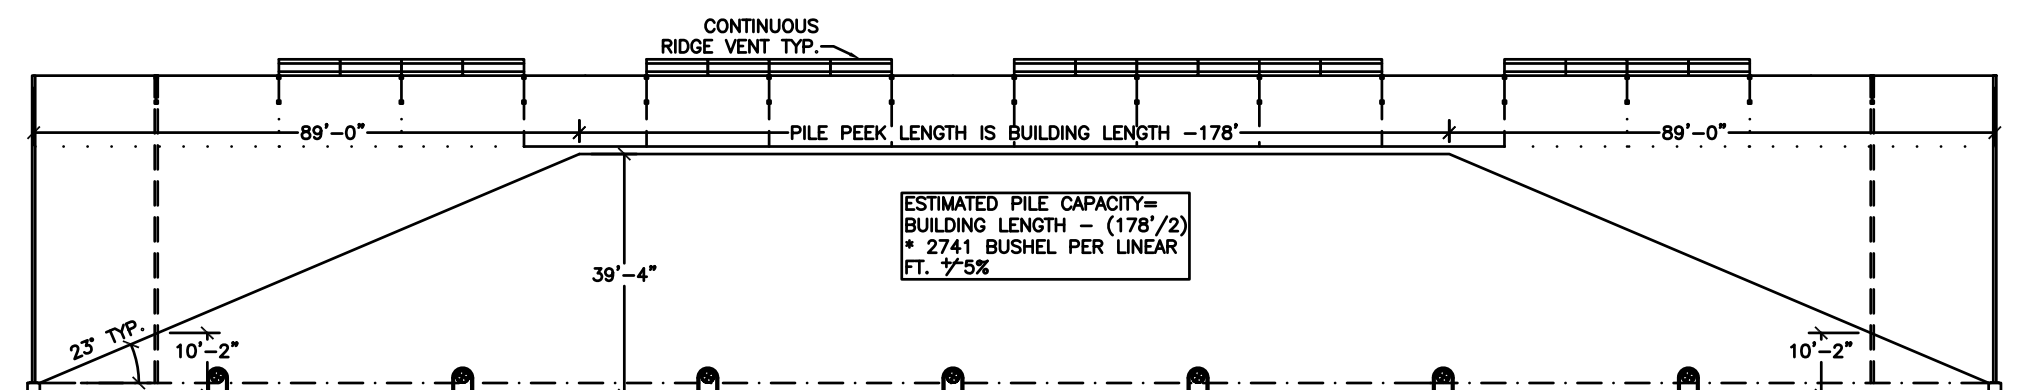 CONTINUOUS
RIDGE VENT TYP.
89'-0"
PILE PEEK LENGTH IS BUILDING LENGTH -178'
89'-0"
ESTIMATED PILE CAPACITY=
BUILDING LENGTH - (178'/2)
* 2741 BUSHEL PER LINEAR
FT. +/-5%
39'-4"
23° TYP.
10'-2"
10'-2"